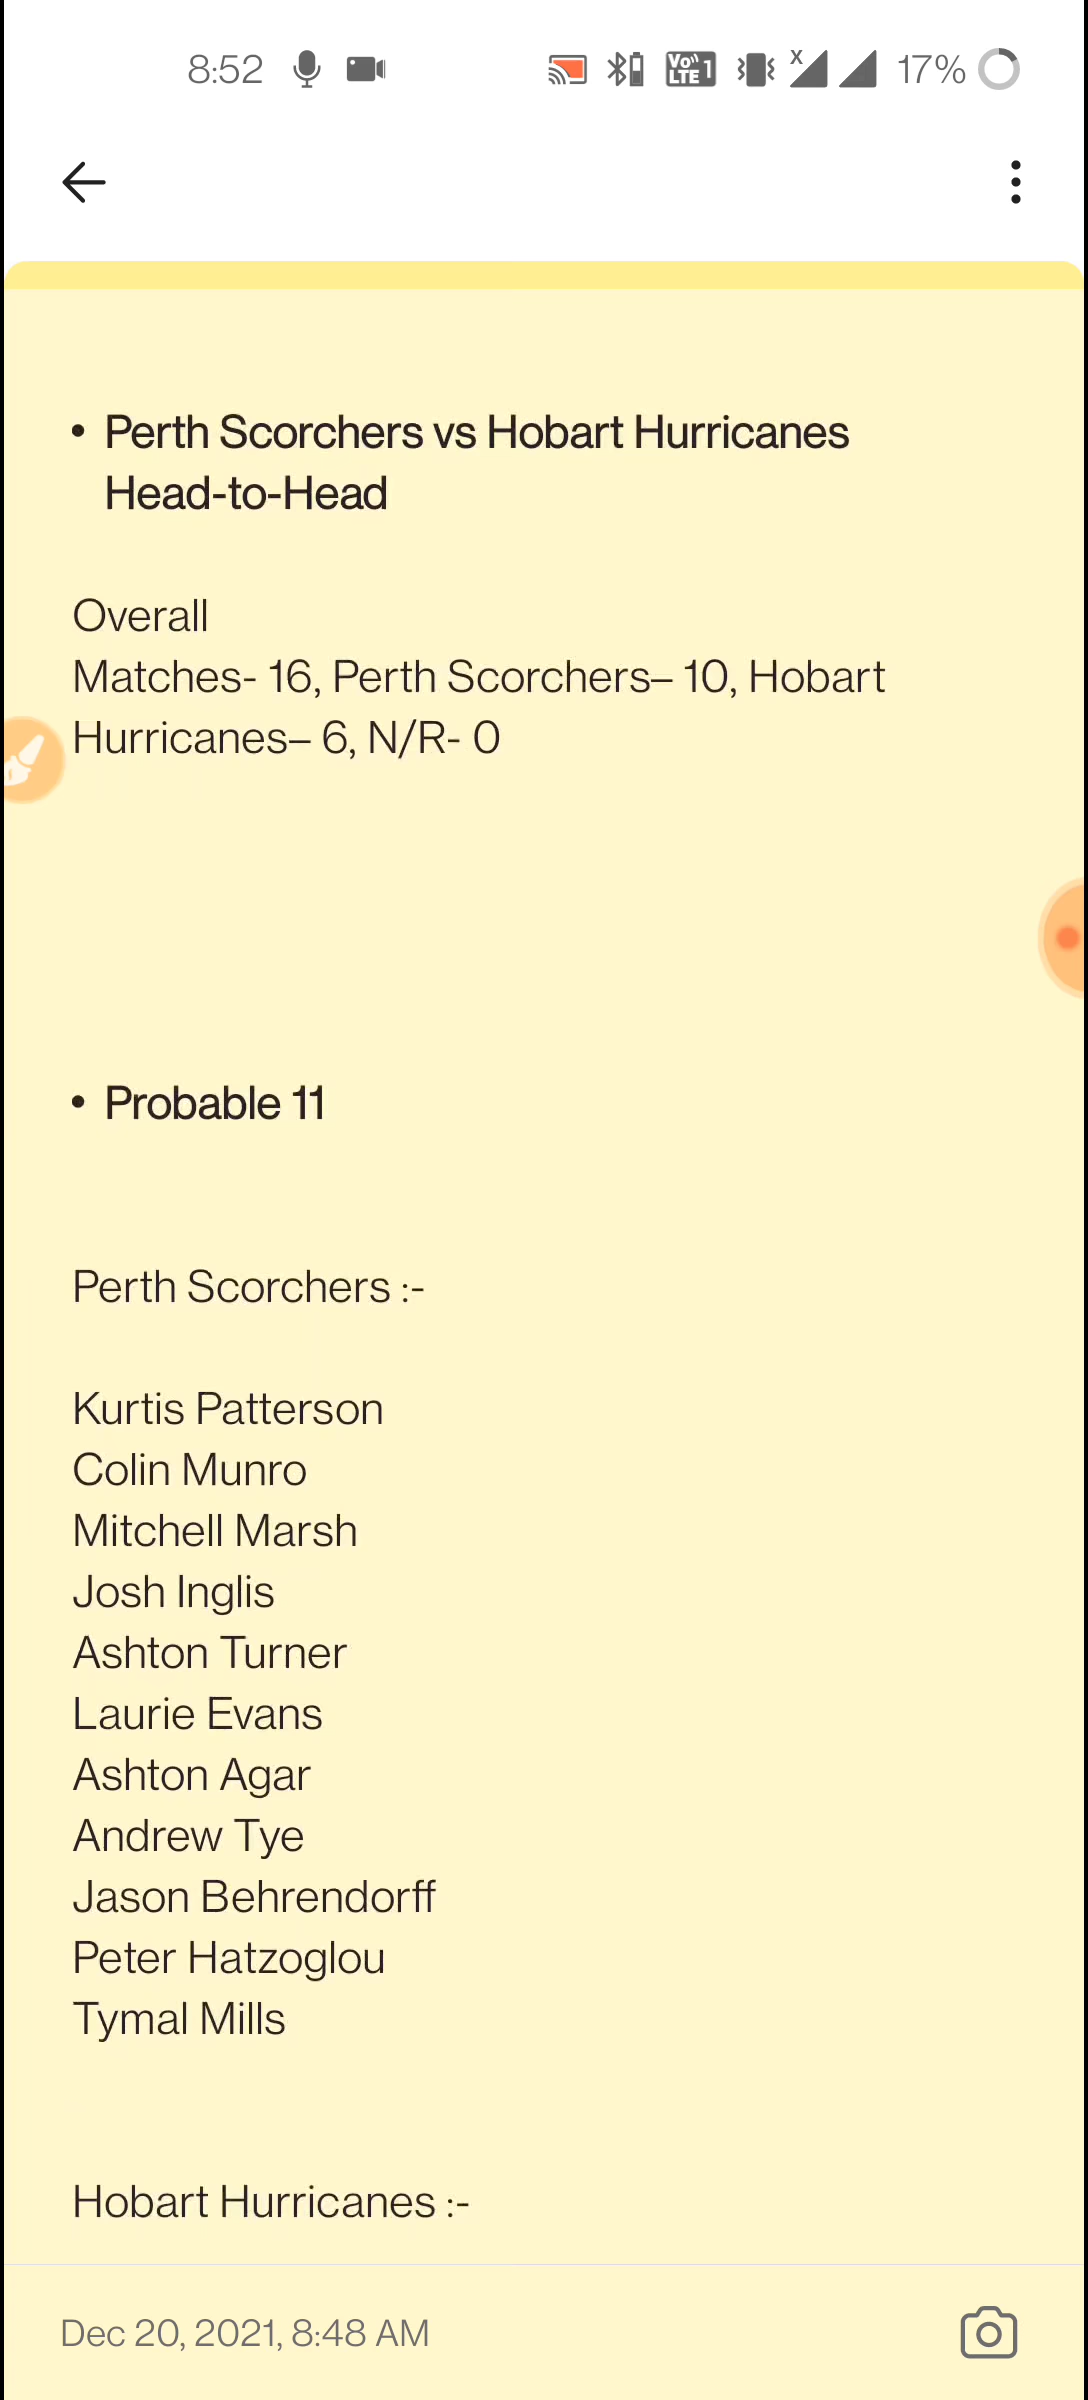 8:52 VoLTE 1 x 17%
• Perth Scorchers vs Hobart Hurricanes
Head-to-Head
Overall
Matches- 16, Perth Scorchers– 10, Hobart
Hurricanes– 6, N/R- 0
• Probable 11
Perth Scorchers :-
Kurtis Patterson
Colin Munro
Mitchell Marsh
Josh Inglis
Ashton Turner
Laurie Evans
Ashton Agar
Andrew Tye
Jason Behrendorff
Peter Hatzoglou
Tymal Mills
Hobart Hurricanes :-
Dec 20, 2021, 8:48 AM